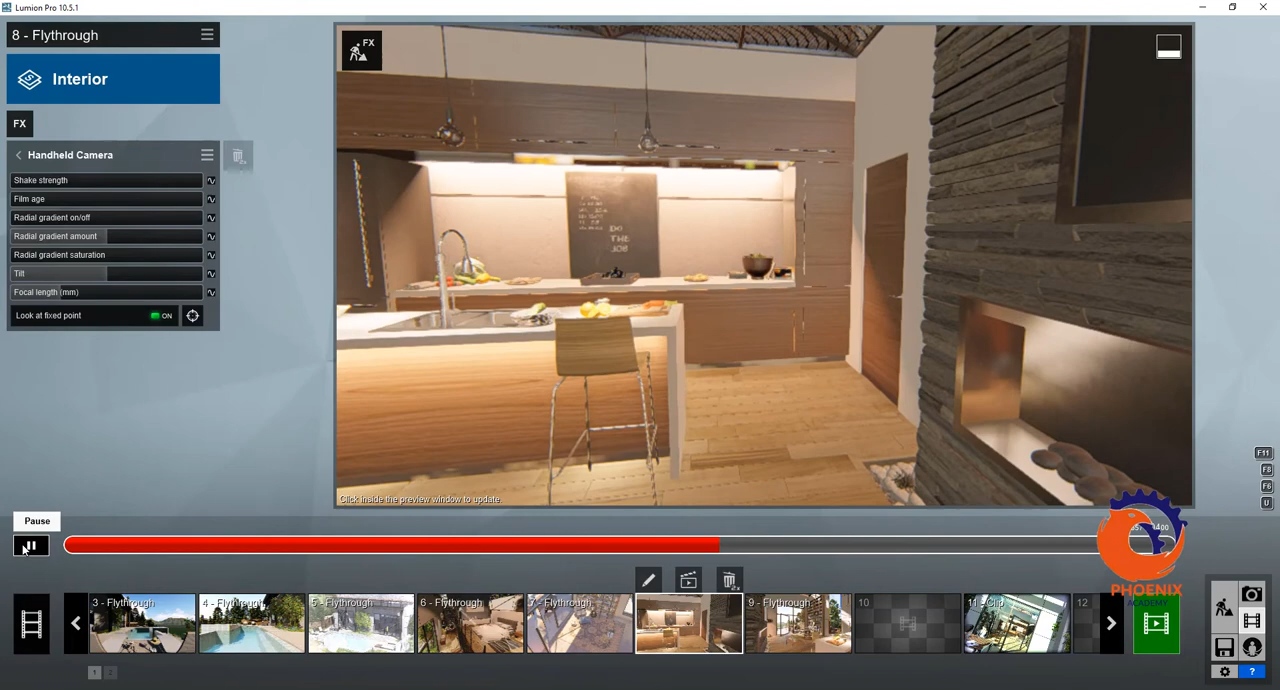 Lumion Pro 10.5.1
8 - Flythrough
Interior
FX
Handheld Camera
Shake strength
Film age
Radial gradient on/off
Radial gradient amount
Radial gradient saturation
Tilt
Focal length (mm)
Look at fixed point
ON
FX
DO
THE
JOB
Click inside the preview window to update.
F11
F8
F6
U
Pause
PHOENIX
ACADEMY
3 - Flythrough
4 - Flythrough
5 - Flythrough
6 - Flythrough
7 - Flythrough
9 - Flythrough
10
11 - Clip
12
1
2
?